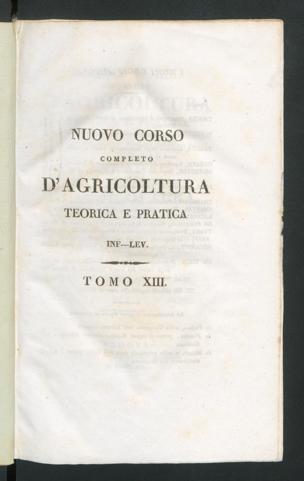 NUOVO CORSO
COMPLETO
D'AGRICOLTURA
TEORICA E PRATICA
INF—LEV.
TOMO XIII.